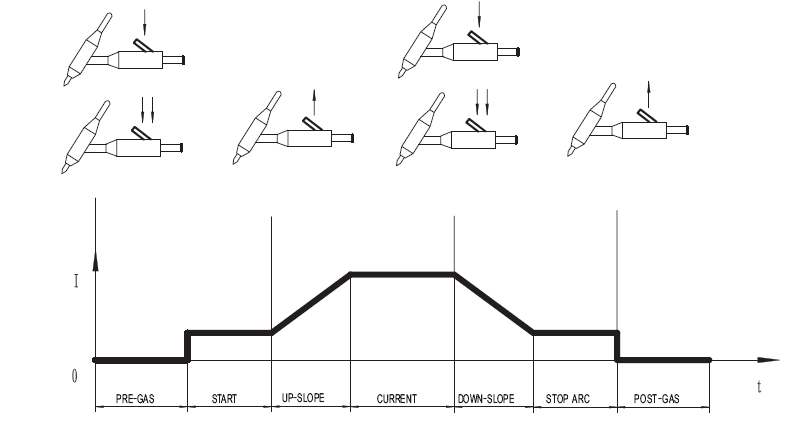 I
0
t
PRE-GAS
START
UP-SLOPE
CURRENT
DOWN-SLOPE
STOP ARC
POST-GAS